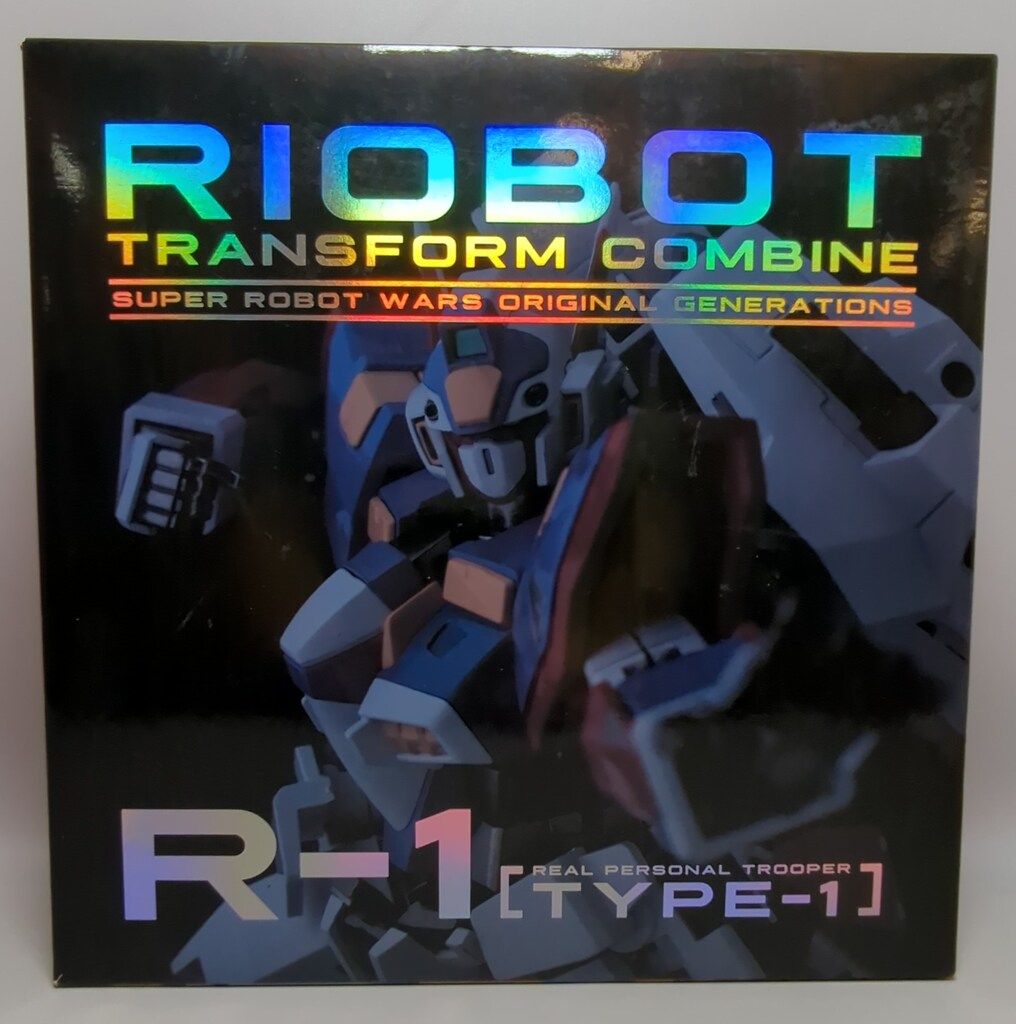 RIOBOT
TRANSFORM COMBINE
SUPER ROBOT WARS ORIGINAL GENERATIONS
R-1
[REAL PERSONAL TROOPER
TYPE-1]